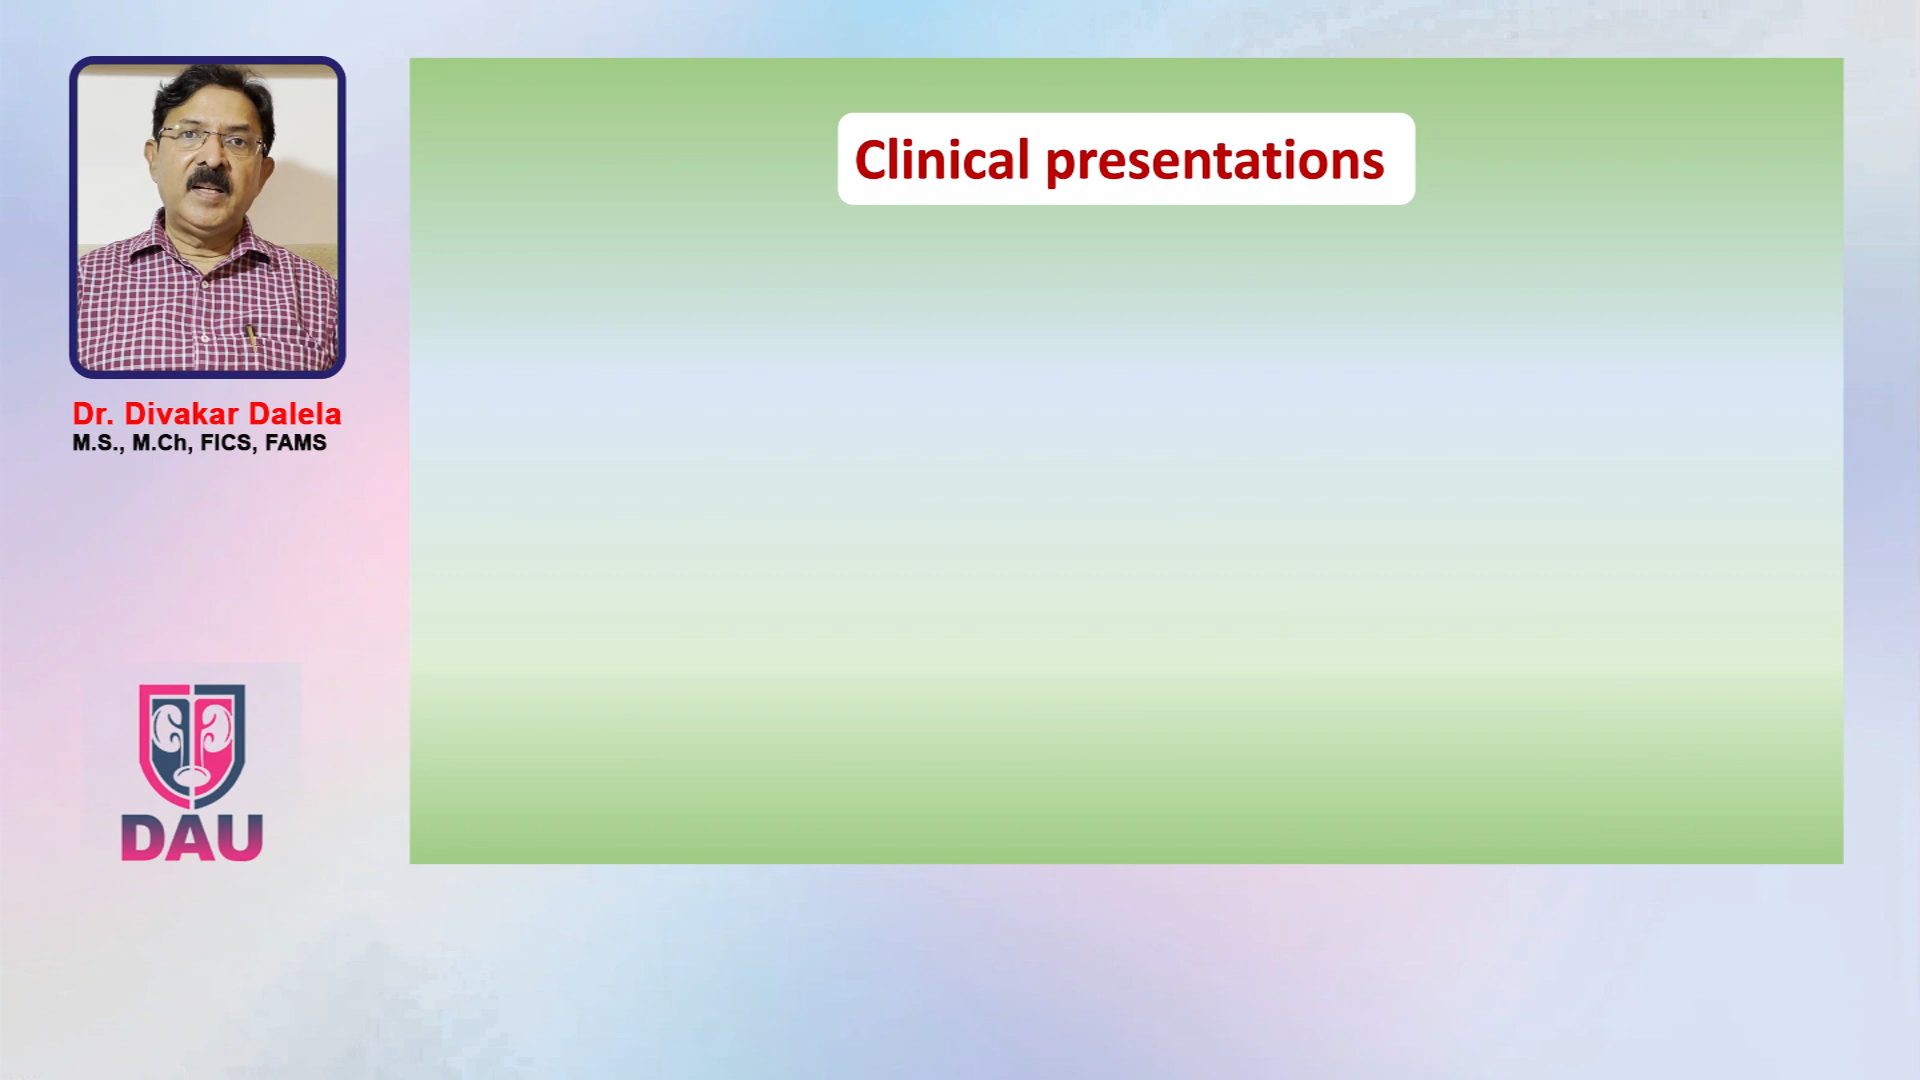 Clinical presentations
Dr. Divakar Dalela
M.S., M.Ch, FICS, FAMS
DAU